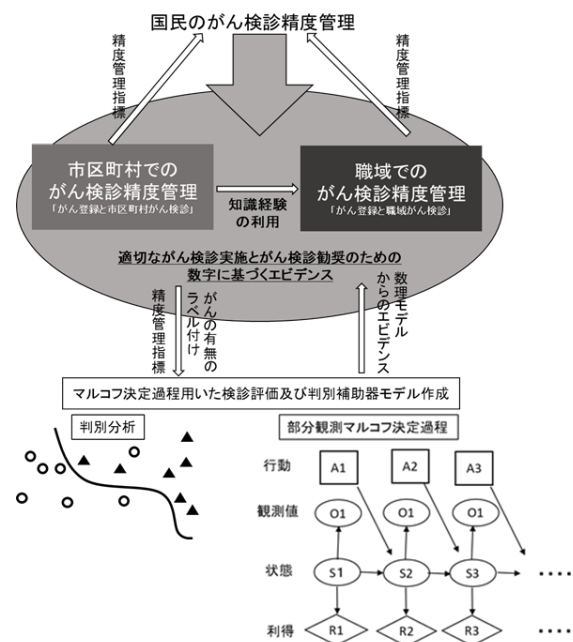 国民のがん検診精度管理
精度管理指標
精度管理指標
市区町村での
がん検診精度管理
「がん登録と市区町村がん検診」
職域での
がん検診精度管理
「がん登録と職域がん検診」
知識経験
の利用
適切ながん検診実施とがん検診勧奨のための
数字に基づくエビデンス
がんの有無の
ラベル付け
精度管理指標
数理モデル
からのエビデンス
マルコフ決定過程用いた検診評価及び判別補助器モデル作成
判別分析
部分観測マルコフ決定過程
行動 A1 A2 A3
観測値 O1 O1 O1
状態 S1 S2 S3 ・・・・
利得 R1 R2 R3 ・・・・